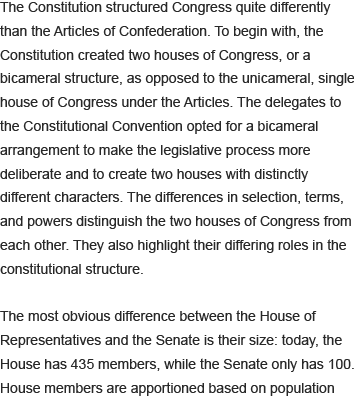 The Constitution structured Congress quite differently
than the Articles of Confederation. To begin with, the
Constitution created two houses of Congress, or a
bicameral structure, as opposed to the unicameral, single
house of Congress under the Articles. The delegates to
the Constitutional Convention opted for a bicameral
arrangement to make the legislative process more
deliberate and to create two houses with distinctly
different characters. The differences in selection, terms,
and powers distinguish the two houses of Congress from
each other. They also highlight their differing roles in the
constitutional structure.

The most obvious difference between the House of
Representatives and the Senate is their size: today, the
House has 435 members, while the Senate only has 100.
House members are apportioned based on population